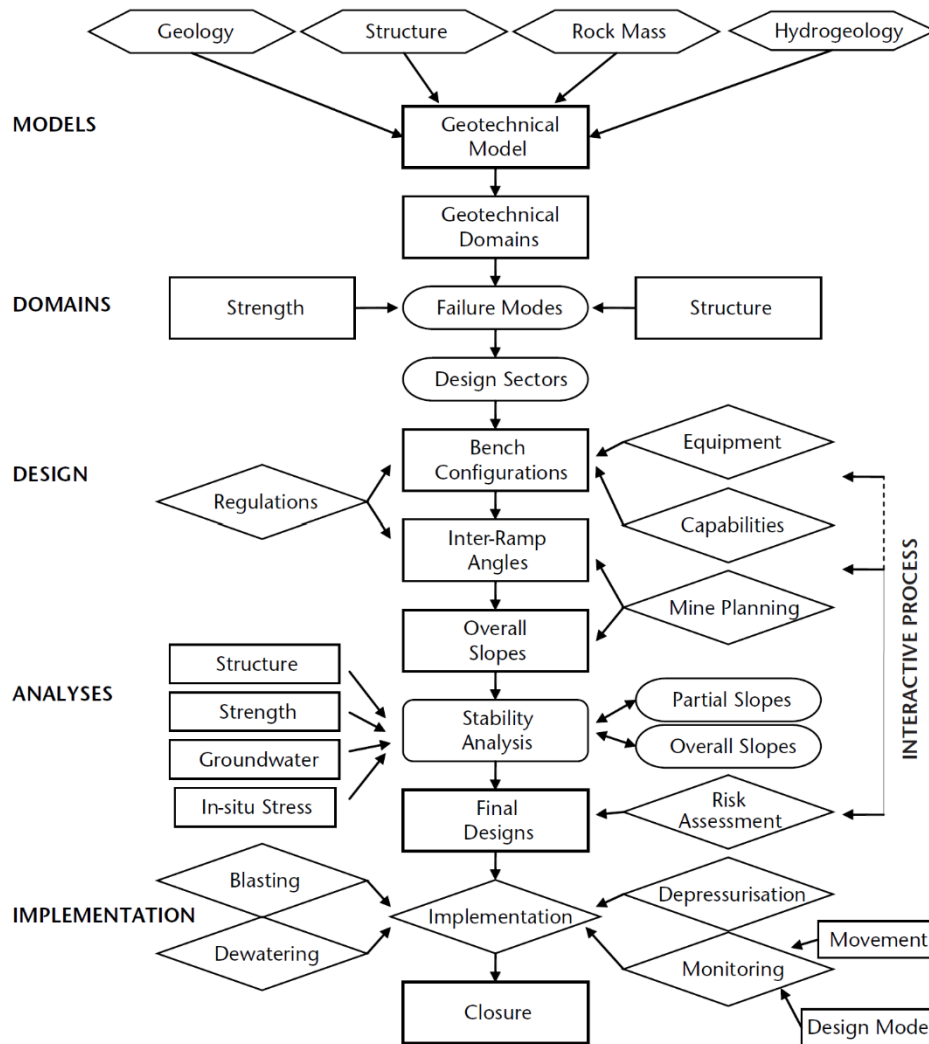 Geology
Structure
Rock Mass
Hydrogeology
MODELS
Geotechnical
Model
Geotechnical
Domains
DOMAINS
Strength
Failure Modes
Structure
Design Sectors
DESIGN
Regulations
Bench
Configurations
Equipment
Capabilities
Inter-Ramp
Angles
Mine Planning
Overall
Slopes
INTERACTIVE PROCESS
ANALYSES
Structure
Strength
Groundwater
In-situ Stress
Stability
Analysis
Partial Slopes
Overall Slopes
Final
Designs
Risk
Assessment
IMPLEMENTATION
Blasting
Dewatering
Implementation
Depressurisation
Monitoring
Movement
Design Model
Closure